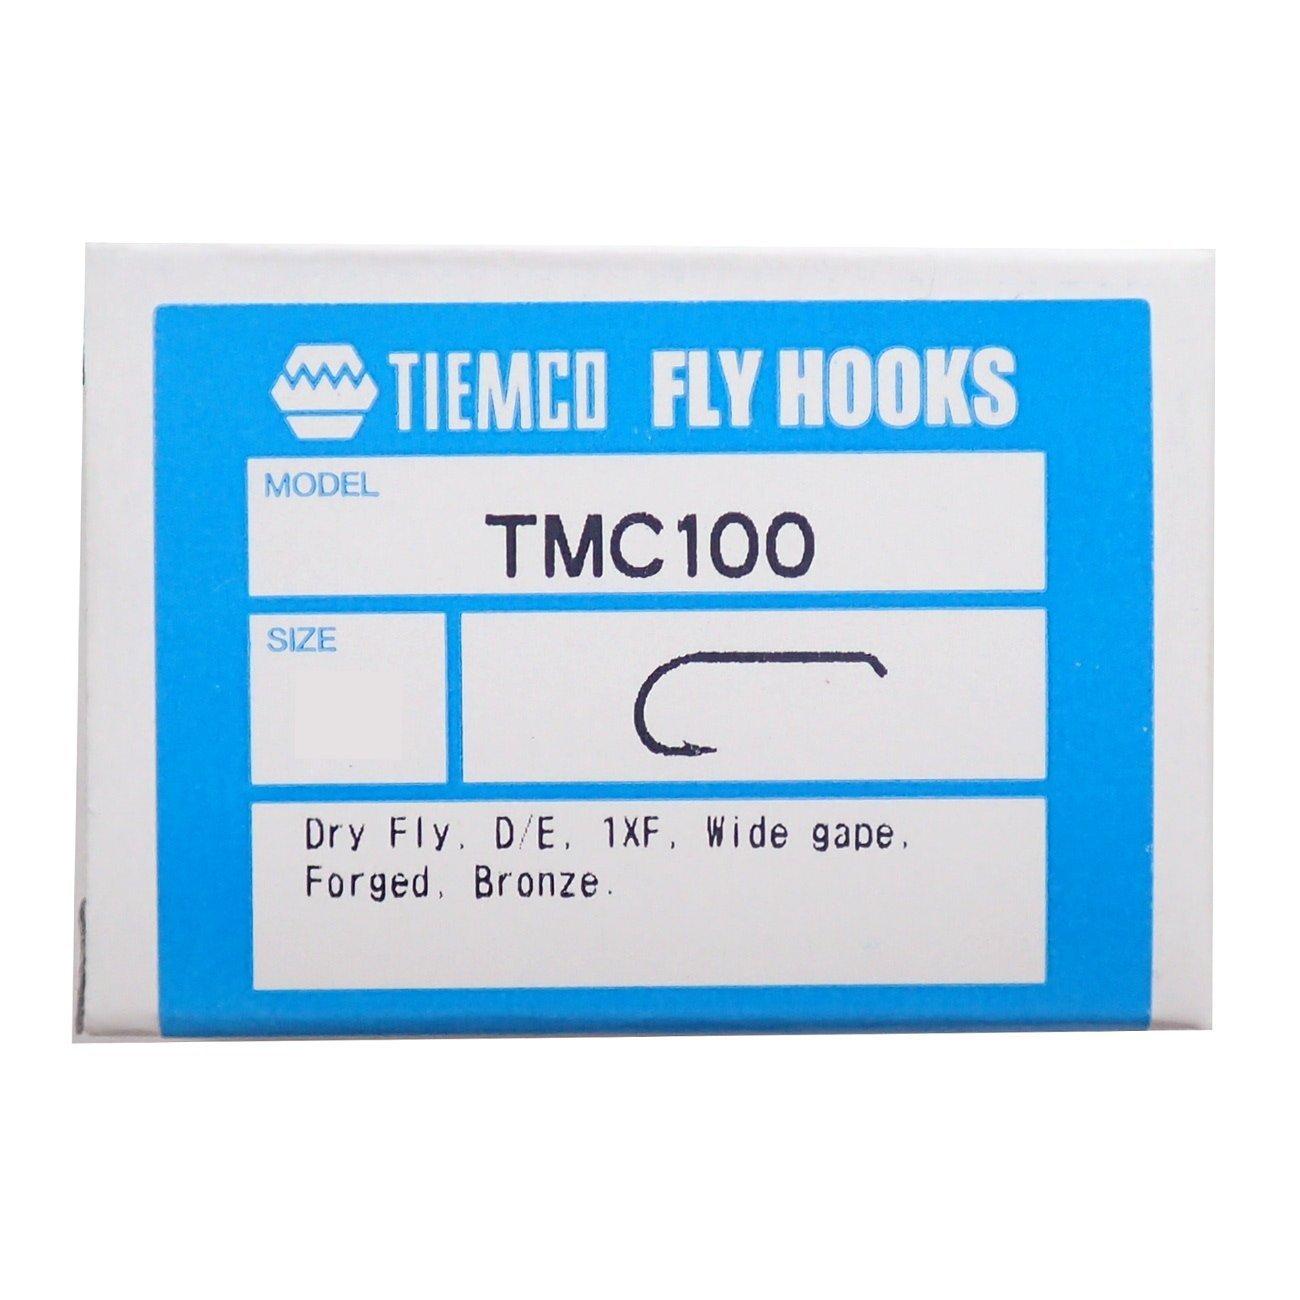 TIEMCO FLY HOOKS
MODEL
TMC100
SIZE
Dry Fly, D/E, 1XF, Wide gape,
Forged, Bronze.